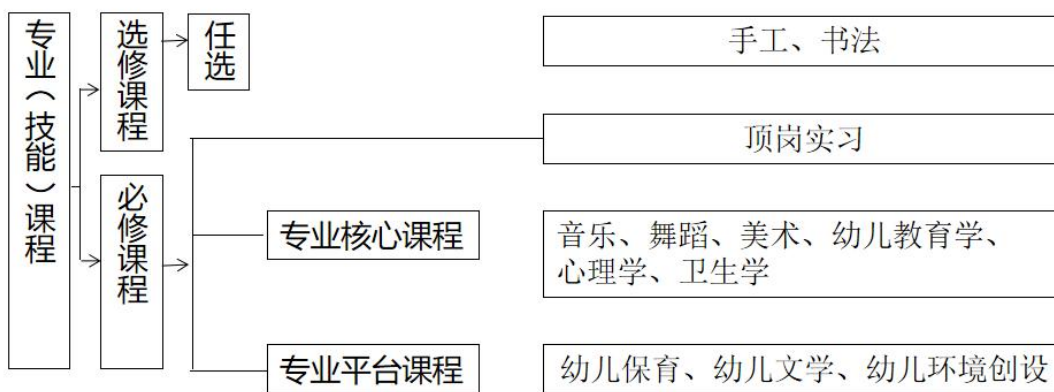 专业（技能）课程
选修课程
任选
手工、书法
顶岗实习
必修课程
专业核心课程
音乐、舞蹈、美术、幼儿教育学、
心理学、卫生学
专业平台课程
幼儿保育、幼儿文学、幼儿环境创设